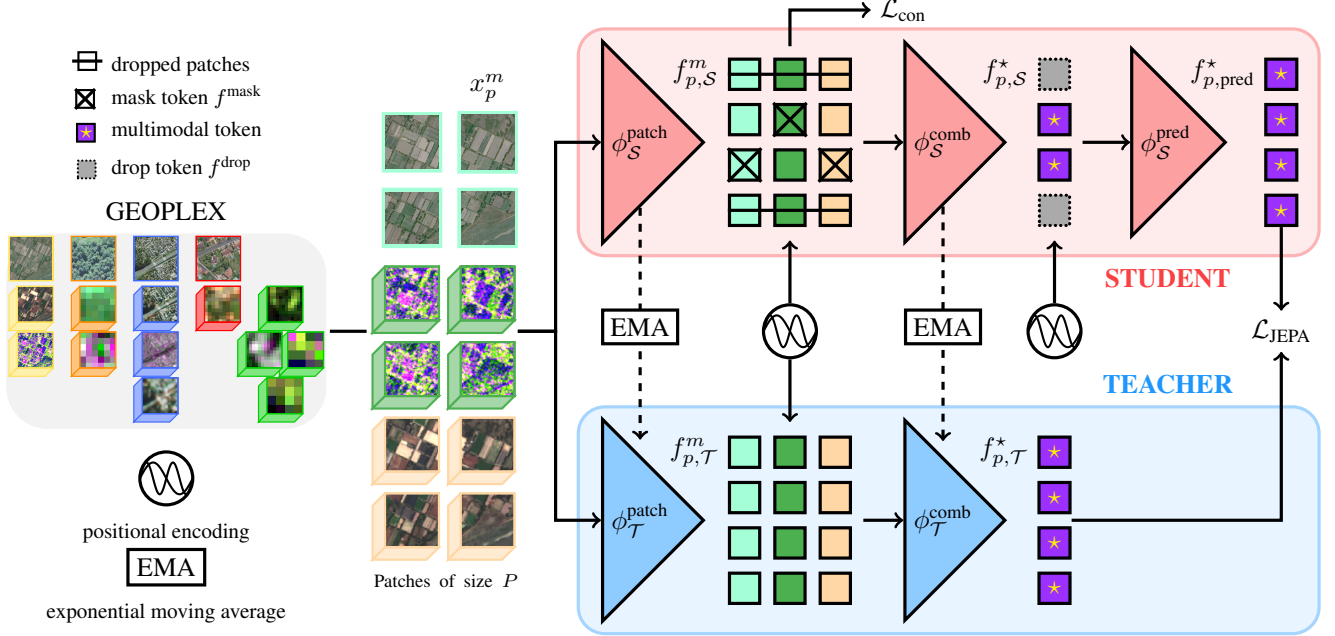 dropped patches
mask token f^mask
multimodal token
drop token f^drop
GEOPLEX
positional encoding
EMA
exponential moving average
x_p^m
Patches of size P
ℒ_con
ϕ_𝒮^patch
f_{p,𝒮}^m
ϕ_𝒮^comb
f_{p,𝒮}^⋆
ϕ_𝒮^pred
f_{p,pred}^⋆
STUDENT
EMA
EMA
ℒ_JEPA
TEACHER
ϕ_𝒯^patch
f_{p,𝒯}^m
ϕ_𝒯^comb
f_{p,𝒯}^⋆